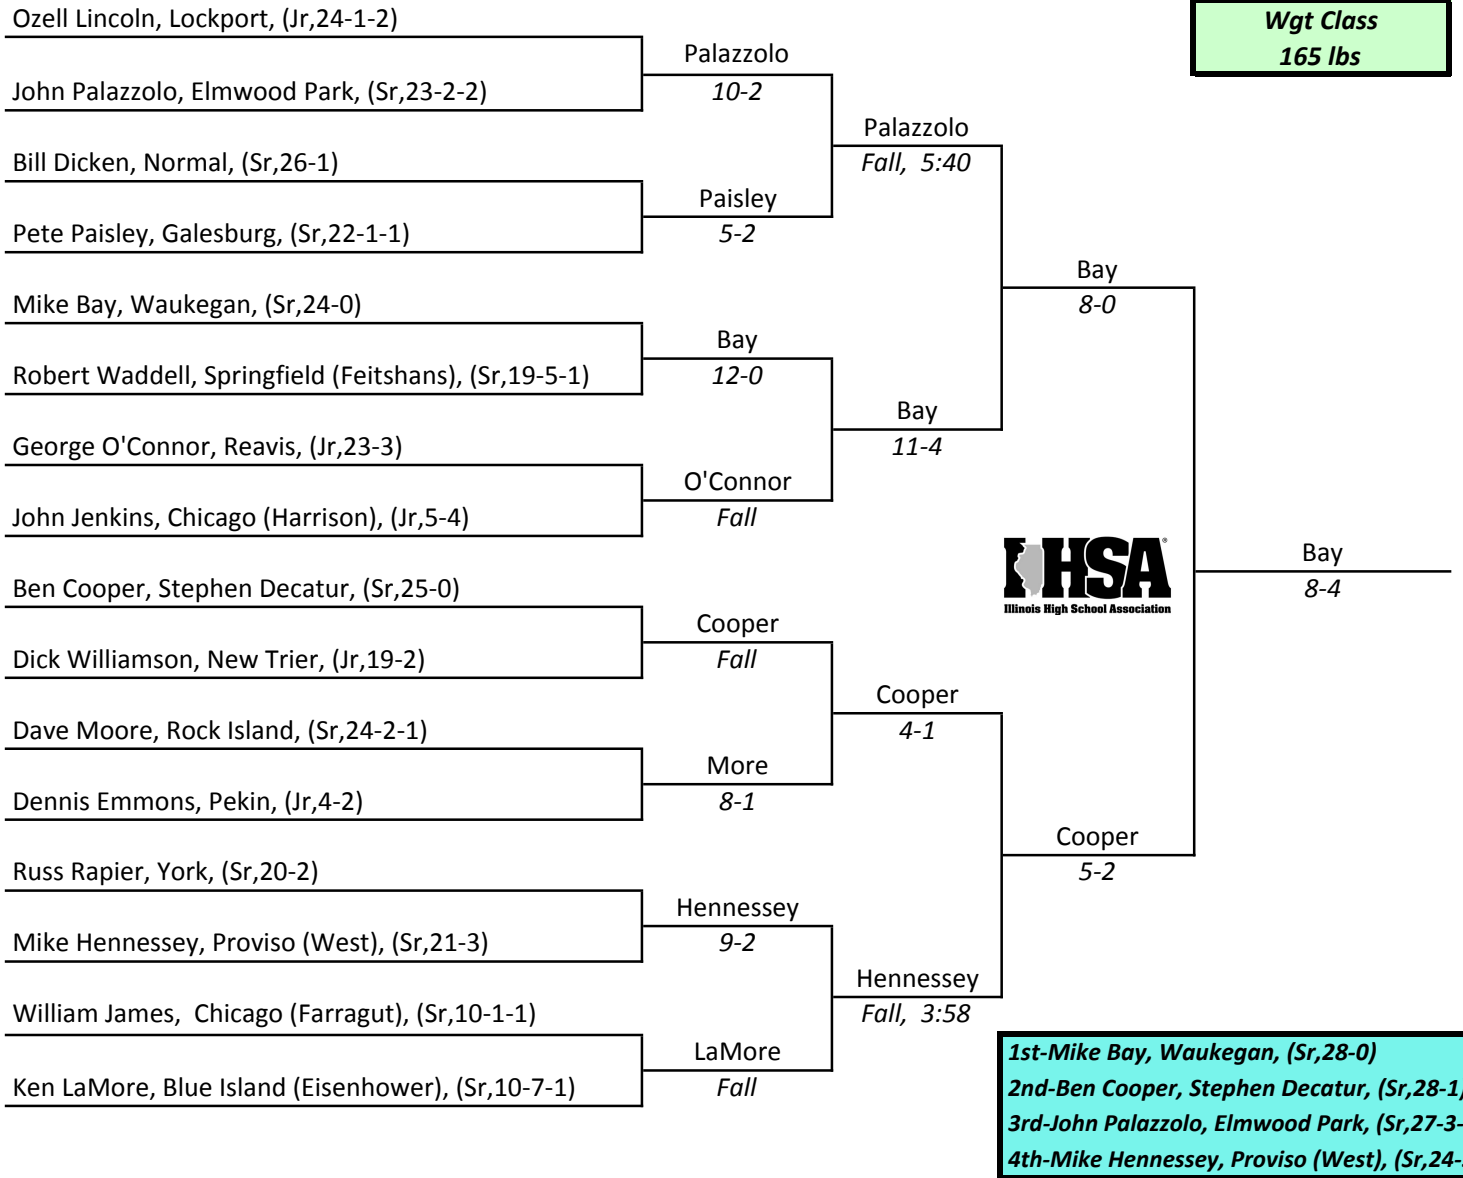 Ozell Lincoln, Lockport, (Jr,24-1-2)
Wgt Class
165 lbs
Palazzolo
10-2
John Palazzolo, Elmwood Park, (Sr,23-2-2)
Palazzolo
Fall, 5:40
Bill Dicken, Normal, (Sr,26-1)
Paisley
5-2
Pete Paisley, Galesburg, (Sr,22-1-1)
Bay
8-0
Mike Bay, Waukegan, (Sr,24-0)
Bay
12-0
Robert Waddell, Springfield (Feitshans), (Sr,19-5-1)
Bay
11-4
George O'Connor, Reavis, (Jr,23-3)
O'Connor
Fall
John Jenkins, Chicago (Harrison), (Jr,5-4)
IHSA®
Illinois High School Association
Bay
8-4
Ben Cooper, Stephen Decatur, (Sr,25-0)
Cooper
Fall
Dick Williamson, New Trier, (Jr,19-2)
Cooper
4-1
Dave Moore, Rock Island, (Sr,24-2-1)
More
8-1
Dennis Emmons, Pekin, (Jr,4-2)
Cooper
5-2
Russ Rapier, York, (Sr,20-2)
Hennessey
9-2
Mike Hennessey, Proviso (West), (Sr,21-3)
Hennessey
Fall, 3:58
William James, Chicago (Farragut), (Sr,10-1-1)
LaMore
Fall
Ken LaMore, Blue Island (Eisenhower), (Sr,10-7-1)
1st-Mike Bay, Waukegan, (Sr,28-0)
2nd-Ben Cooper, Stephen Decatur, (Sr,28-1)
3rd-John Palazzolo, Elmwood Park, (Sr,27-3-
4th-Mike Hennessey, Proviso (West), (Sr,24-